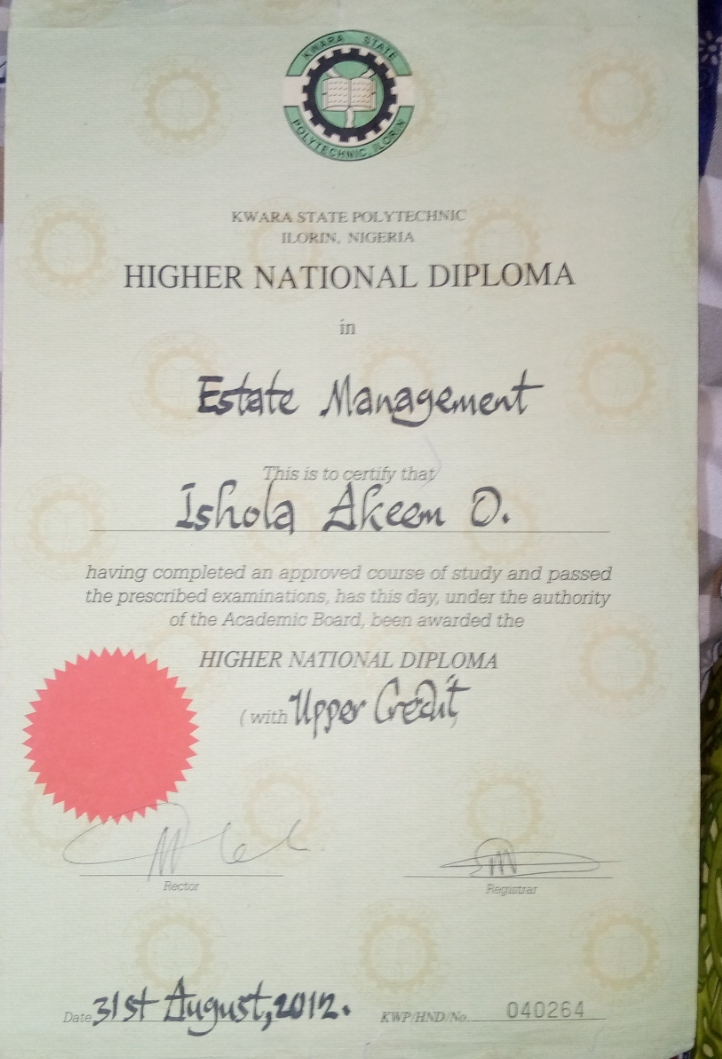 KWARA STATE
POLYTECHNIC ILORIN
KWARA STATE POLYTECHNIC
ILORIN, NIGERIA
HIGHER NATIONAL DIPLOMA
in
Estate Management
This is to certify that
Ishola Akeem O.
having completed an approved course of study and passed
the prescribed examinations, has this day, under the authority
of the Academic Board, been awarded the
HIGHER NATIONAL DIPLOMA
(with Upper Credit
Rector
Registrar
Date 31st August, 2012.
KWP/HND/No. 040264